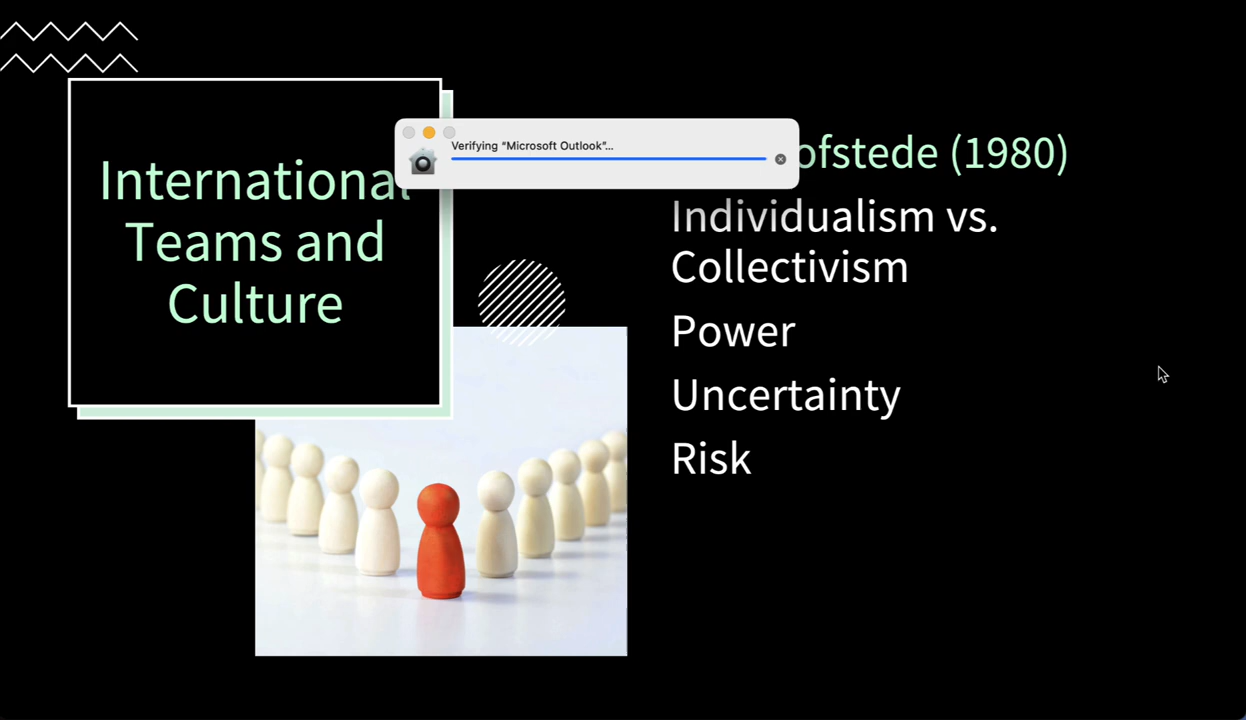 International
Teams and
Culture
Verifying “Microsoft Outlook”...
ofstede (1980)
Individualism vs.
Collectivism
Power
Uncertainty
Risk